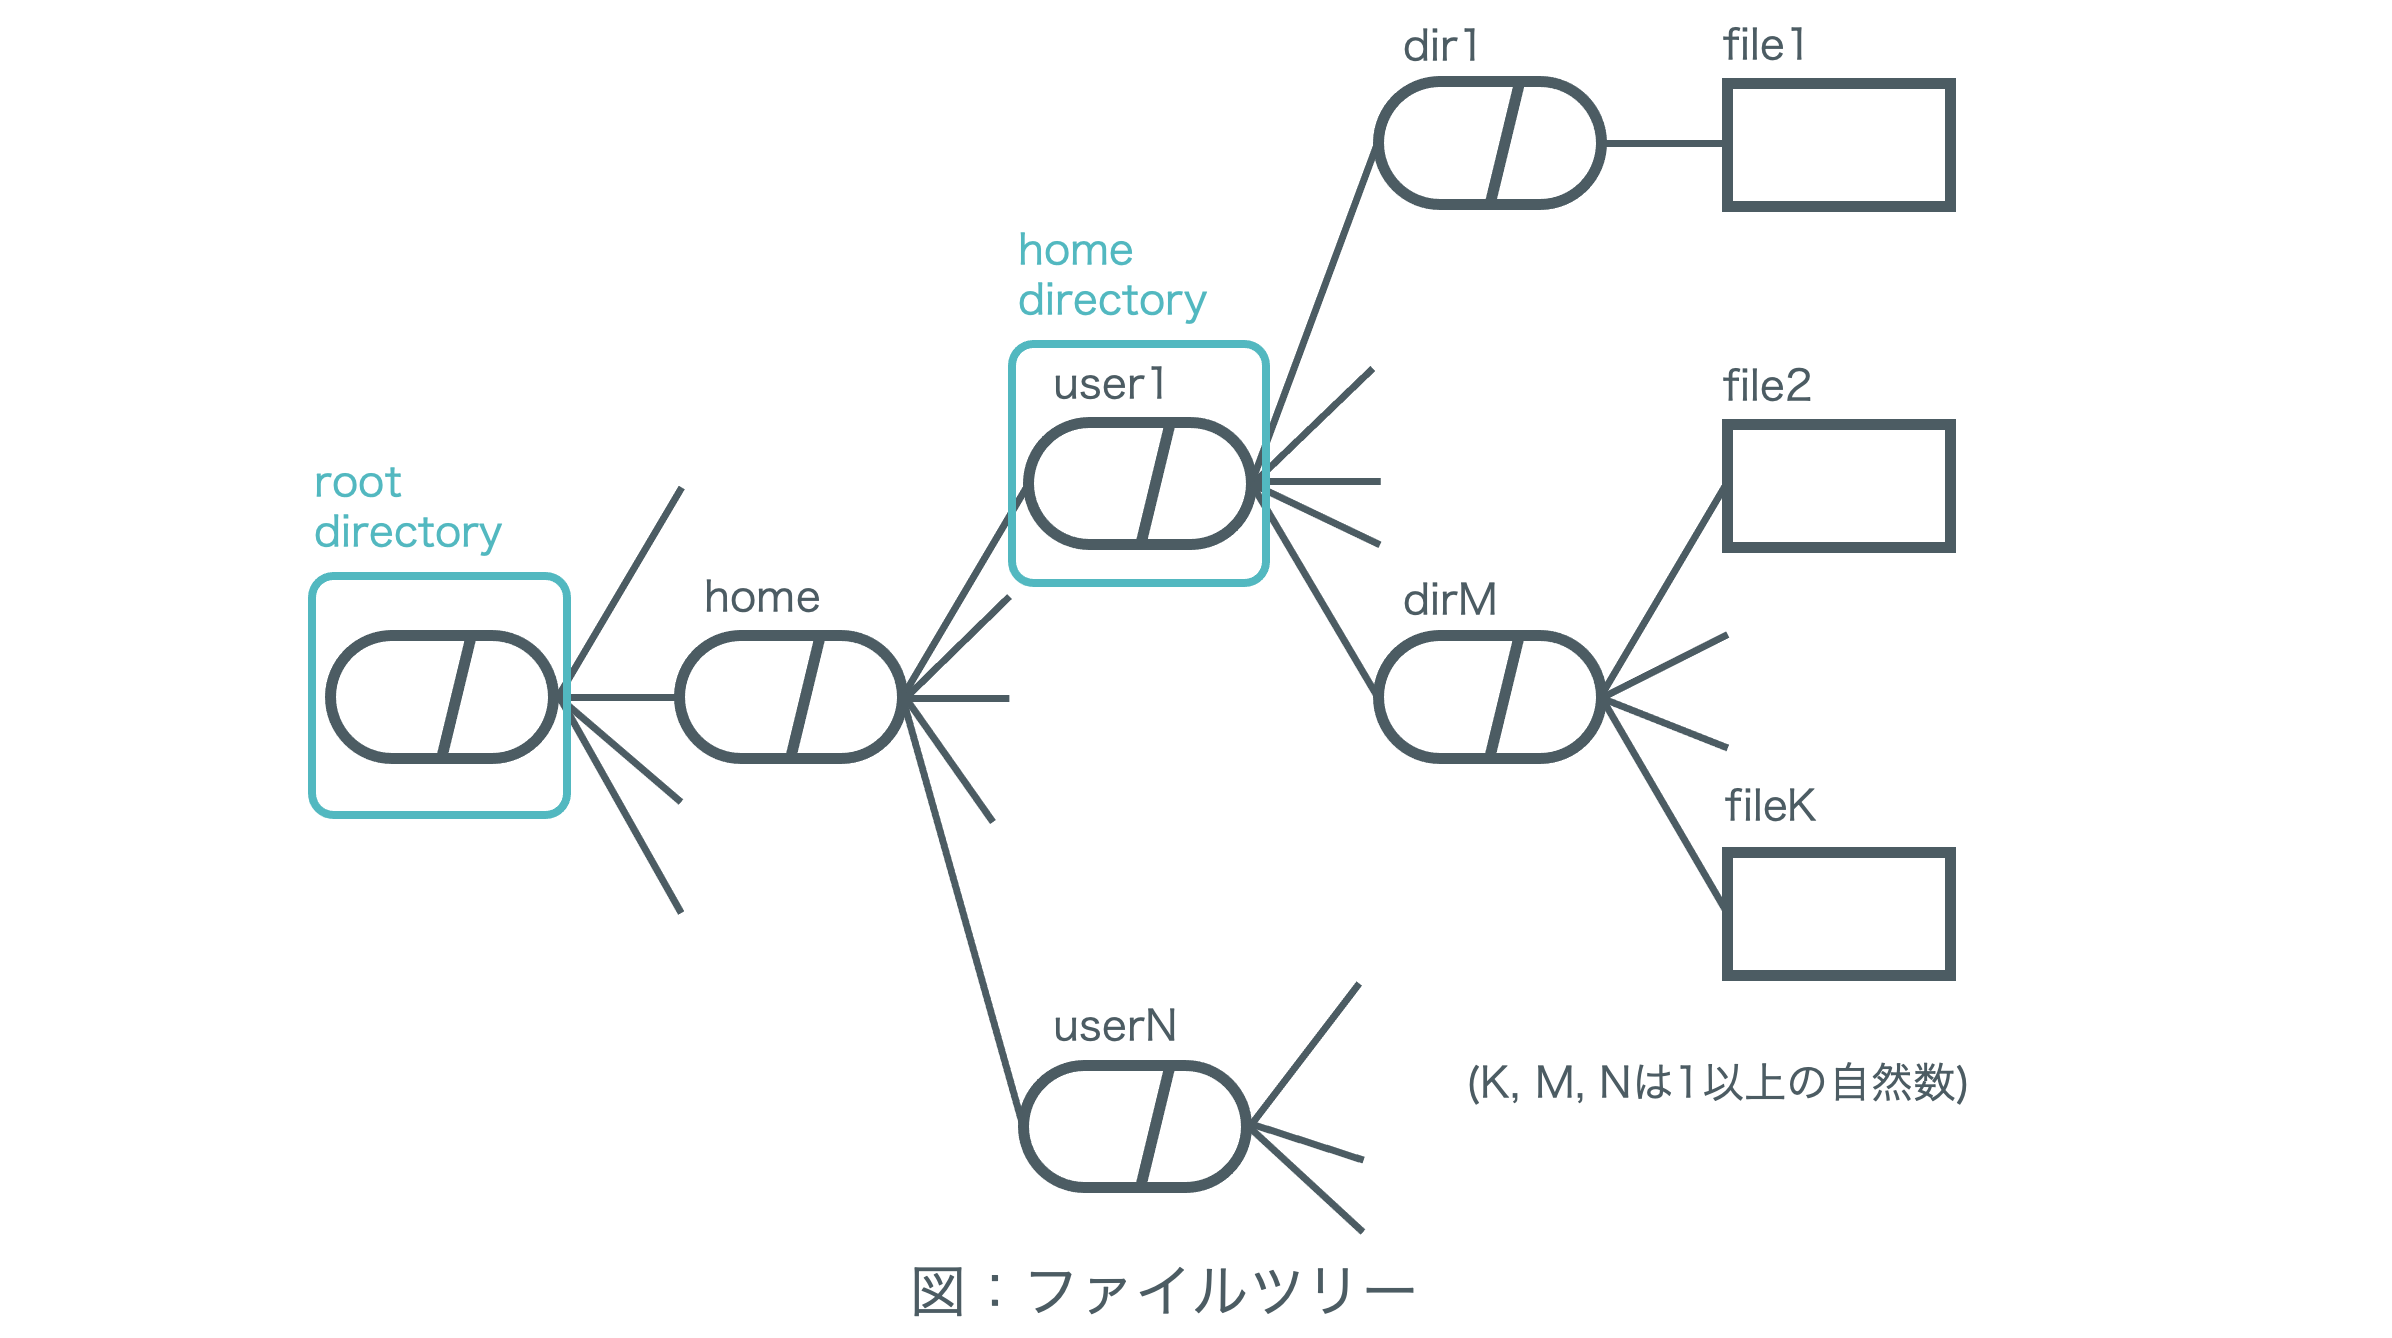 dir1
file1
home
directory
user1
file2
root
directory
home
dirM
fileK
userN
(K, M, Nは1以上の自然数)
図：ファイルツリー